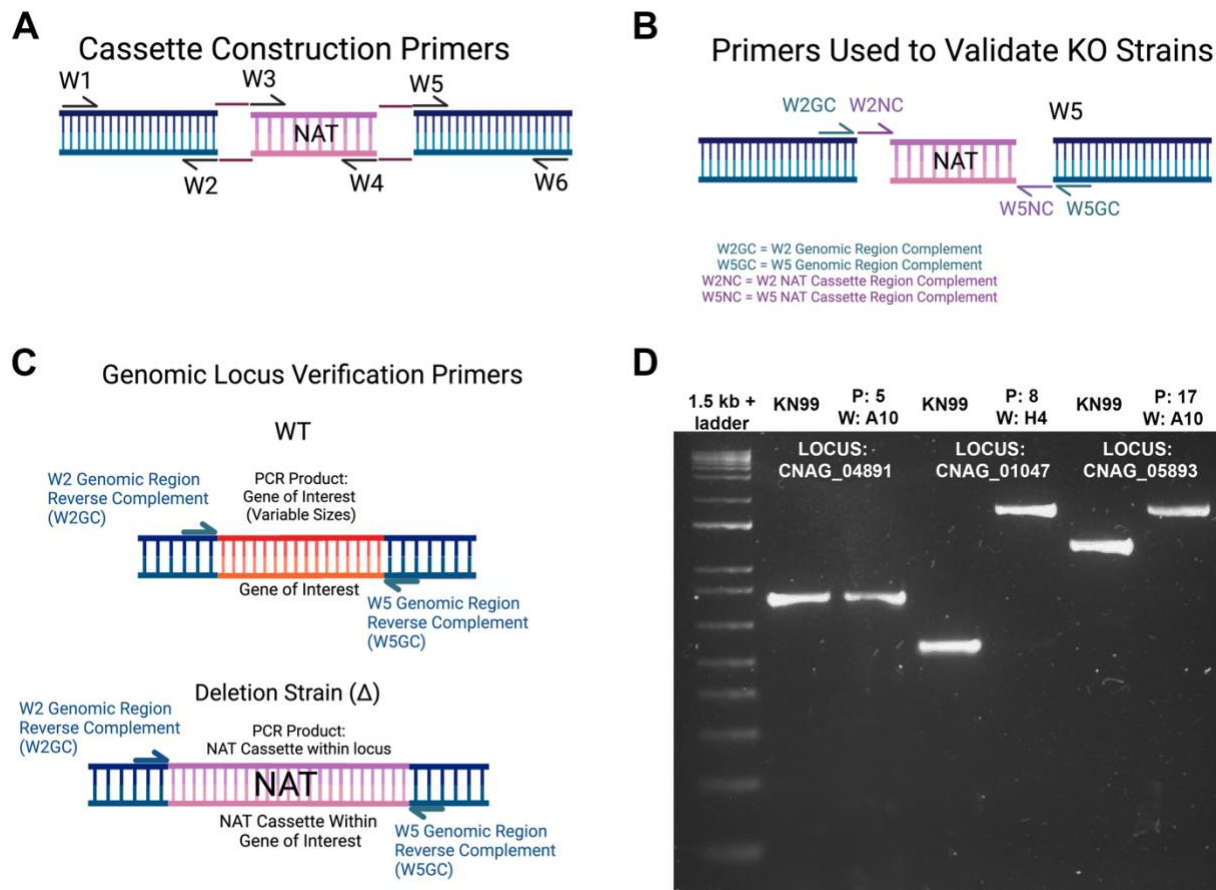 A
Cassette Construction Primers
W1
W3
W5
NAT
W2
W4
W6
B
Primers Used to Validate KO Strains
W2GC
W2NC
W5
NAT
W5NC
W5GC
W2GC = W2 Genomic Region Complement
W5GC = W5 Genomic Region Complement
W2NC = W2 NAT Cassette Region Complement
W5NC = W5 NAT Cassette Region Complement
C
Genomic Locus Verification Primers
WT
W2 Genomic Region
Reverse Complement
(W2GC)
PCR Product:
Gene of Interest
(Variable Sizes)
Gene of Interest
W5 Genomic Region
Reverse Complement
(W5GC)
Deletion Strain (Δ)
W2 Genomic Region
Reverse Complement
(W2GC)
PCR Product:
NAT Cassette within locus
NAT
NAT Cassette Within
Gene of Interest
W5 Genomic Region
Reverse Complement
(W5GC)
D
1.5 kb +
ladder
KN99
P: 5
W: A10
KN99
P: 8
W: H4
KN99
P: 17
W: A10
LOCUS:
CNAG_04891
LOCUS:
CNAG_01047
LOCUS:
CNAG_05893